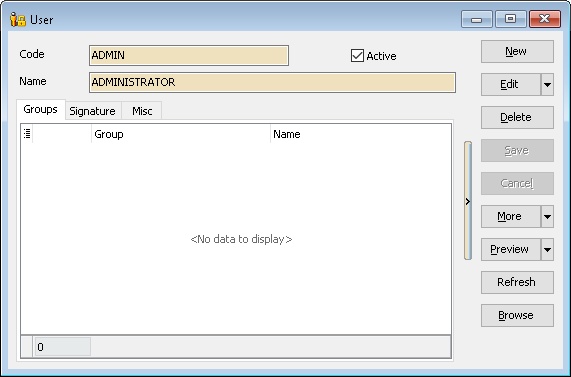 User
Code ADMIN Active New
Name ADMINISTRATOR Edit
Groups Signature Misc Delete
Group Name
Save
Cancel
More
<No data to display>
Preview
Refresh
Browse
0